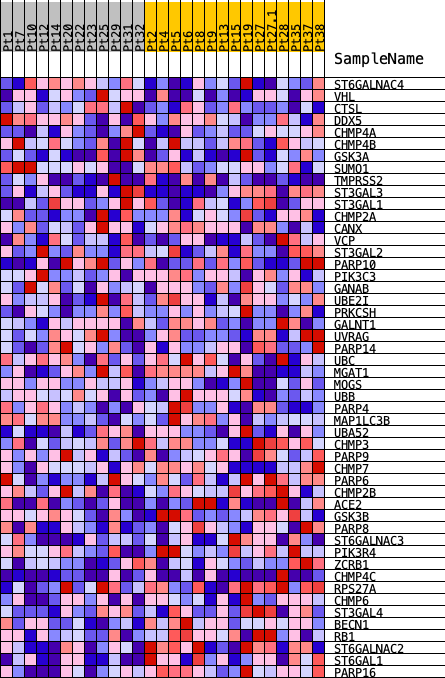 Pt1
Pt7
Pt10
Pt12
Pt14
Pt20
Pt22
Pt23
Pt25
Pt29
Pt31
Pt32
Pt2
Pt4
Pt5
Pt6
Pt8
Pt9
Pt13
Pt15
Pt19
Pt27
Pt27.1
Pt28
Pt35
Pt37
Pt38
SampleName
ST6GALNAC4
VHL
CTSL
DDX5
CHMP4A
CHMP4B
GSK3A
SUMO1
TMPRSS2
ST3GAL3
ST3GAL1
CHMP2A
CANX
VCP
ST3GAL2
PARP10
PIK3C3
GANAB
UBE2I
PRKCSH
GALNT1
UVRAG
PARP14
UBC
MGAT1
MOGS
UBB
PARP4
MAP1LC3B
UBA52
CHMP3
PARP9
CHMP7
PARP6
CHMP2B
ACE2
GSK3B
PARP8
ST6GALNAC3
PIK3R4
ZCRB1
CHMP4C
RPS27A
CHMP6
ST3GAL4
BECN1
RB1
ST6GALNAC2
ST6GAL1
PARP16